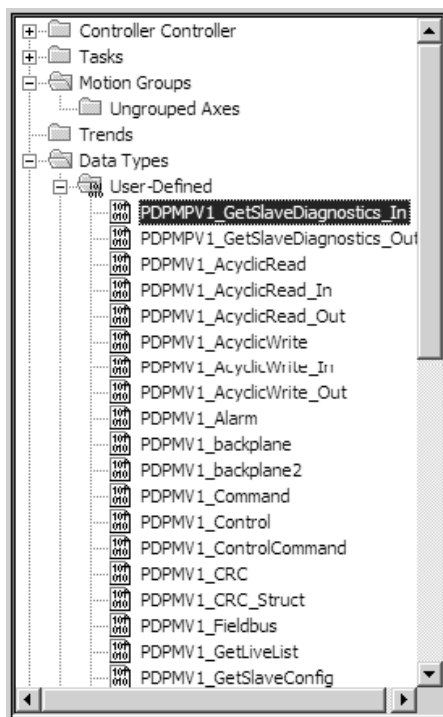 Controller Controller
Tasks
Motion Groups
Ungrouped Axes
Trends
Data Types
User-Defined
PDPMPV1_GetSlaveDiagnostics_In
PDPMPV1_GetSlaveDiagnostics_Out
PDPMV1_AcyclicRead
PDPMV1_AcyclicRead_In
PDPMV1_AcyclicRead_Out
PDPMV1_AcyclicWrite
PDPMV1_AcyclicWrite_In
PDPMV1_AcyclicWrite_Out
PDPMV1_Alarm
PDPMV1_backplane
PDPMV1_backplane2
PDPMV1_Command
PDPMV1_Control
PDPMV1_ControlCommand
PDPMV1_CRC
PDPMV1_CRC_Struct
PDPMV1_Fieldbus
PDPMV1_GetLiveList
PDPMV1_GetSlaveConfig